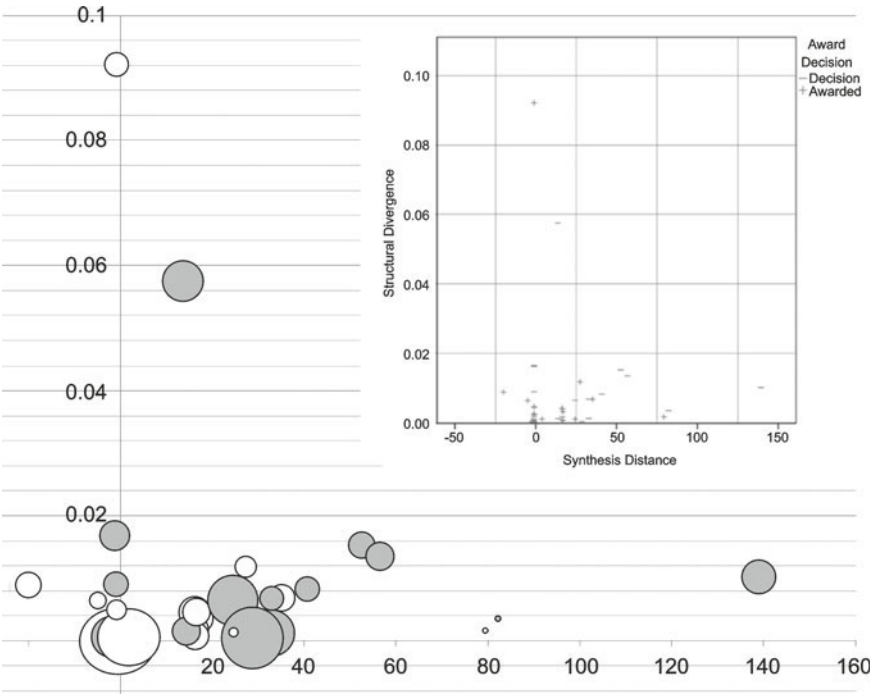 0.1
0.08
0.06
0.04
0.02
20 40 60 80 100 120 140 160
Award
Decision
Decision
Awarded
0.10
0.08
0.06
0.04
0.02
0.00
-50 0 50 100 150
Structural Divergence
Synthesis Distance